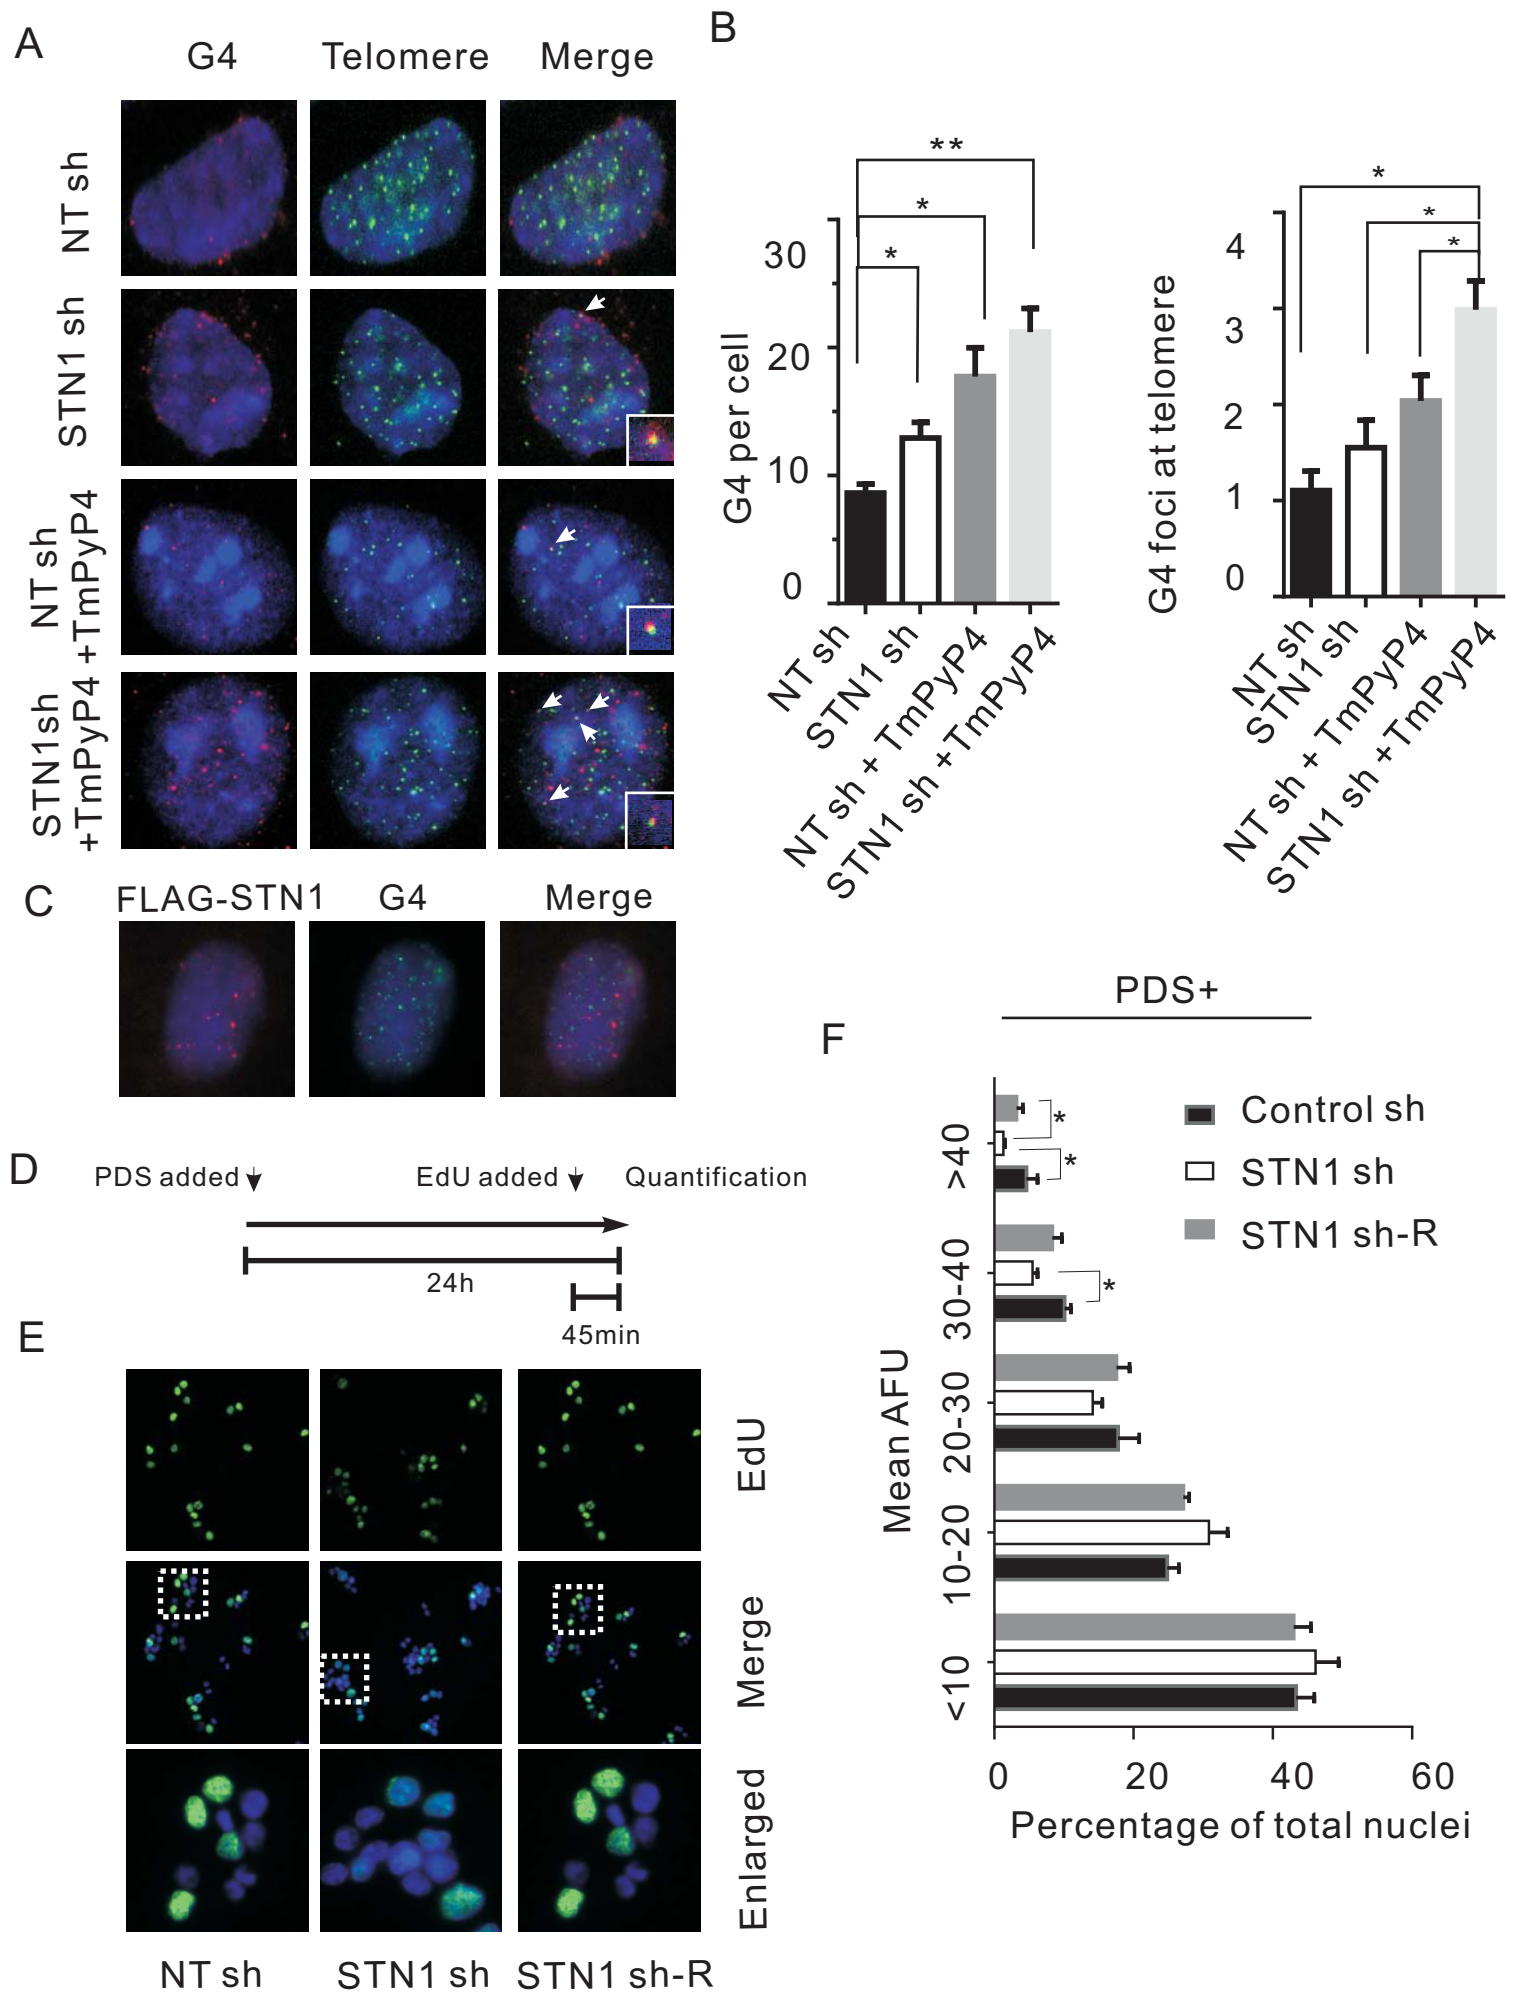 A
G4 Telomere Merge
NT sh
STN1 sh
NT sh
+TmPyP4
STN1sh
+TmPyP4
B
**
*
*
30
20
10
0
G4 per cell
NT sh
STN1 sh
NT sh + TmPyP4
STN1 sh +TmPyP4
*
*
*
4
3
2
1
0
G4 foci at telomere
NT sh
STN1 sh
NT sh + TmPyP4
STN1 sh +TmPyP4
C
FLAG-STN1 G4 Merge
D
PDS added EdU added Quantification
24h
45min
E
EdU
Merge
Enlarged
NT sh STN1 sh STN1 sh-R
F
PDS+
Control sh
STN1 sh
STN1 sh-R
*
*
*
>40
30-40
20-30
10-20
<10
Mean AFU
0 20 40 60
Percentage of total nuclei